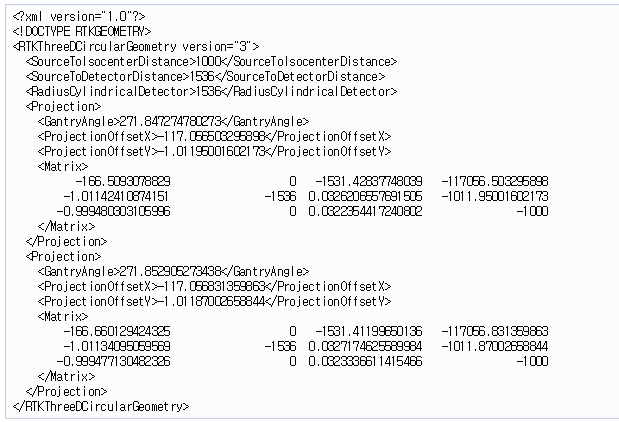 <?xml version="1.0"?>
<!DOCTYPE RTKGEOMETRY>
<RTKThreeDCircularGeometry version="3">
<SourceToIsocenterDistance>1000</SourceToIsocenterDistance>
<SourceToDetectorDistance>1536</SourceToDetectorDistance>
<RadiusCylindricalDetector>1536</RadiusCylindricalDetector>
<Projection>
<GantryAngle>271.847274780273</GantryAngle>
<ProjectionOffsetX>-117.056503295898</ProjectionOffsetX>
<ProjectionOffsetY>-1.01195001602173</ProjectionOffsetY>
<Matrix>
-166.5093078829 0 -1531.42837748039 -117056.503295898
-1.01142410874151 -1536 0.0326206557691505 -1011.95001602173
-0.999480303105996 0 0.0322354417240802 -1000
</Matrix>
</Projection>
<Projection>
<GantryAngle>271.852905273438</GantryAngle>
<ProjectionOffsetX>-117.056831359863</ProjectionOffsetX>
<ProjectionOffsetY>-1.01187002658844</ProjectionOffsetY>
<Matrix>
-166.660129424325 0 -1531.41199650136 -117056.831359863
-1.01134095059569 -1536 0.0327174625589984 -1011.87002658844
-0.999477130482326 0 0.0323336611415466 -1000
</Matrix>
</Projection>
</RTKThreeDCircularGeometry>